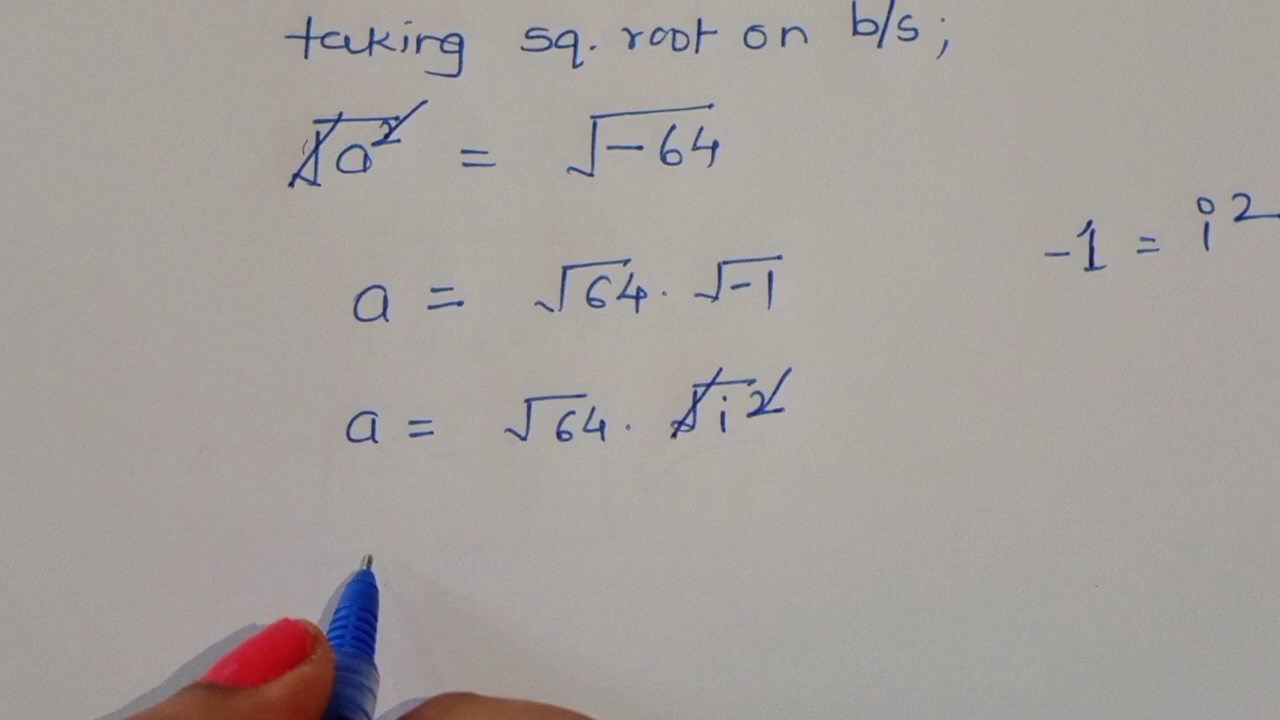 taking sq. root on b/s;
√a² = √-64
-1 = i²
a = √64 . √-1
a = √64 . √i²